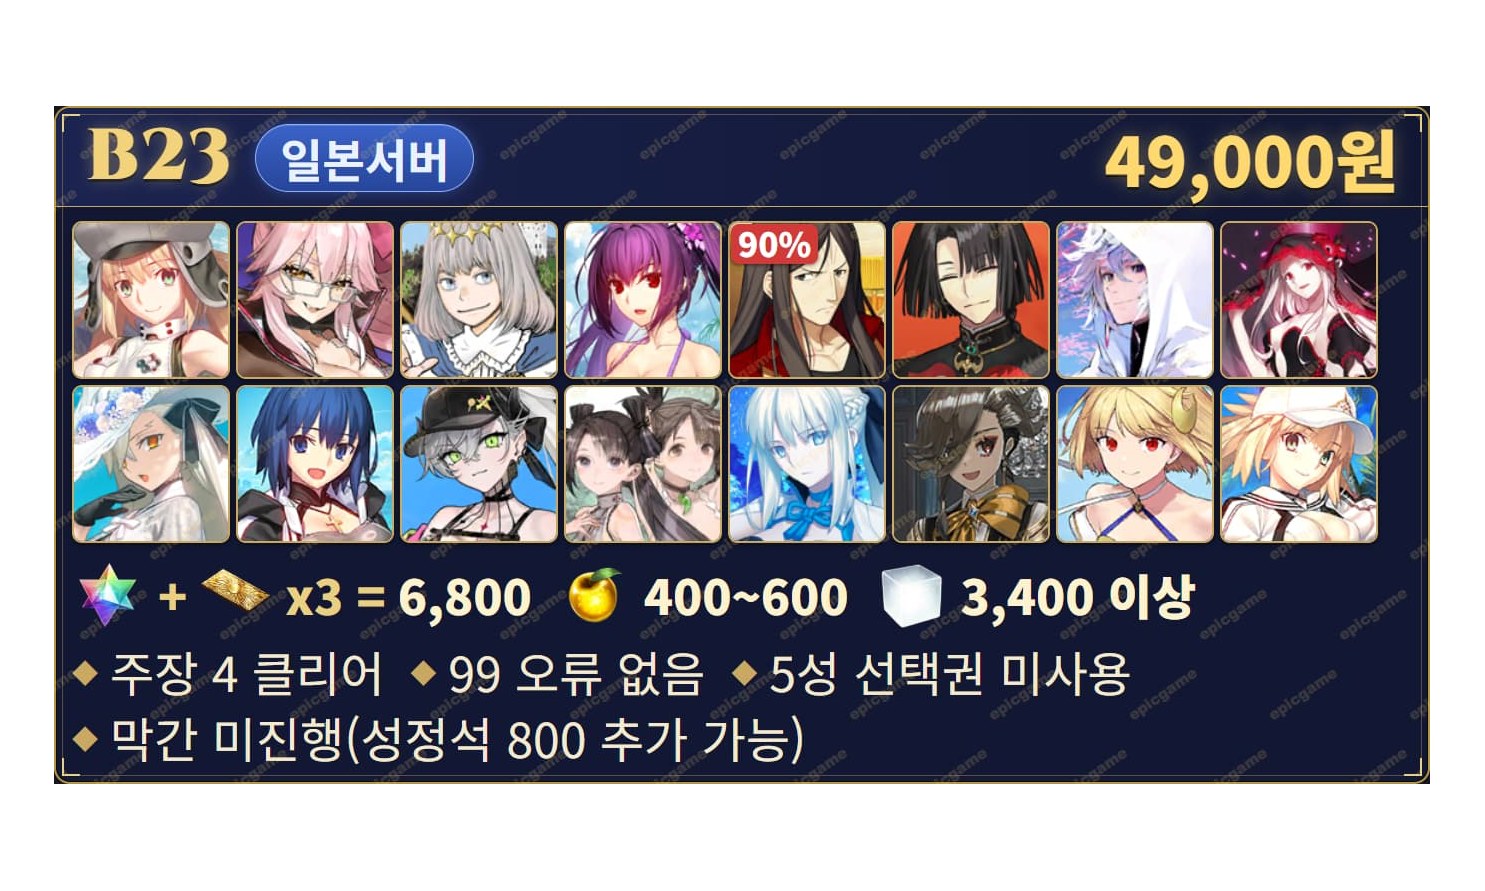 B23 일본서버 49,000원
90%
+ x3 = 6,800 400~600 3,400 이상
◆ 주장 4 클리어 ◆ 99 오류 없음 ◆ 5성 선택권 미사용
◆ 막간 미진행(성정석 800 추가 가능)
epicgame